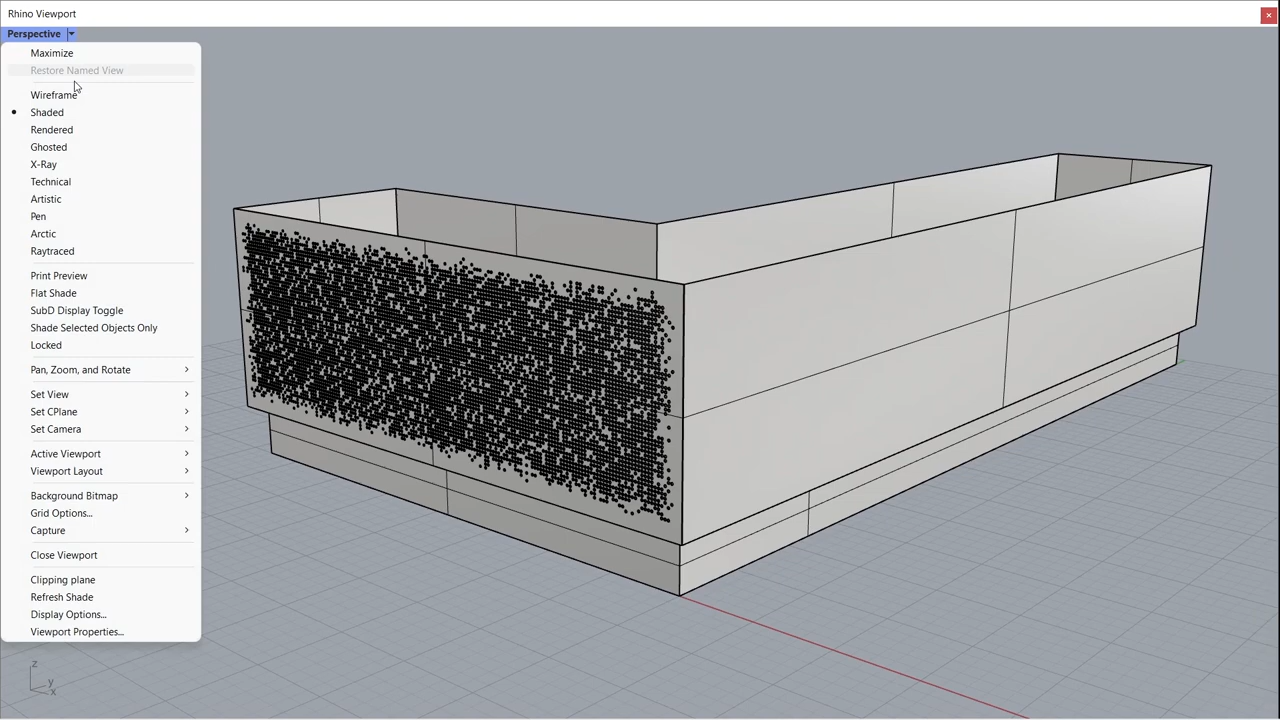 Rhino Viewport
Perspective
Maximize
Restore Named View
Wireframe
Shaded
Rendered
Ghosted
X-Ray
Technical
Artistic
Pen
Arctic
Raytraced
Print Preview
Flat Shade
SubD Display Toggle
Shade Selected Objects Only
Locked
Pan, Zoom, and Rotate
Set View
Set CPlane
Set Camera
Active Viewport
Viewport Layout
Background Bitmap
Grid Options...
Capture
Close Viewport
Clipping plane
Refresh Shade
Display Options...
Viewport Properties...
z
y
x